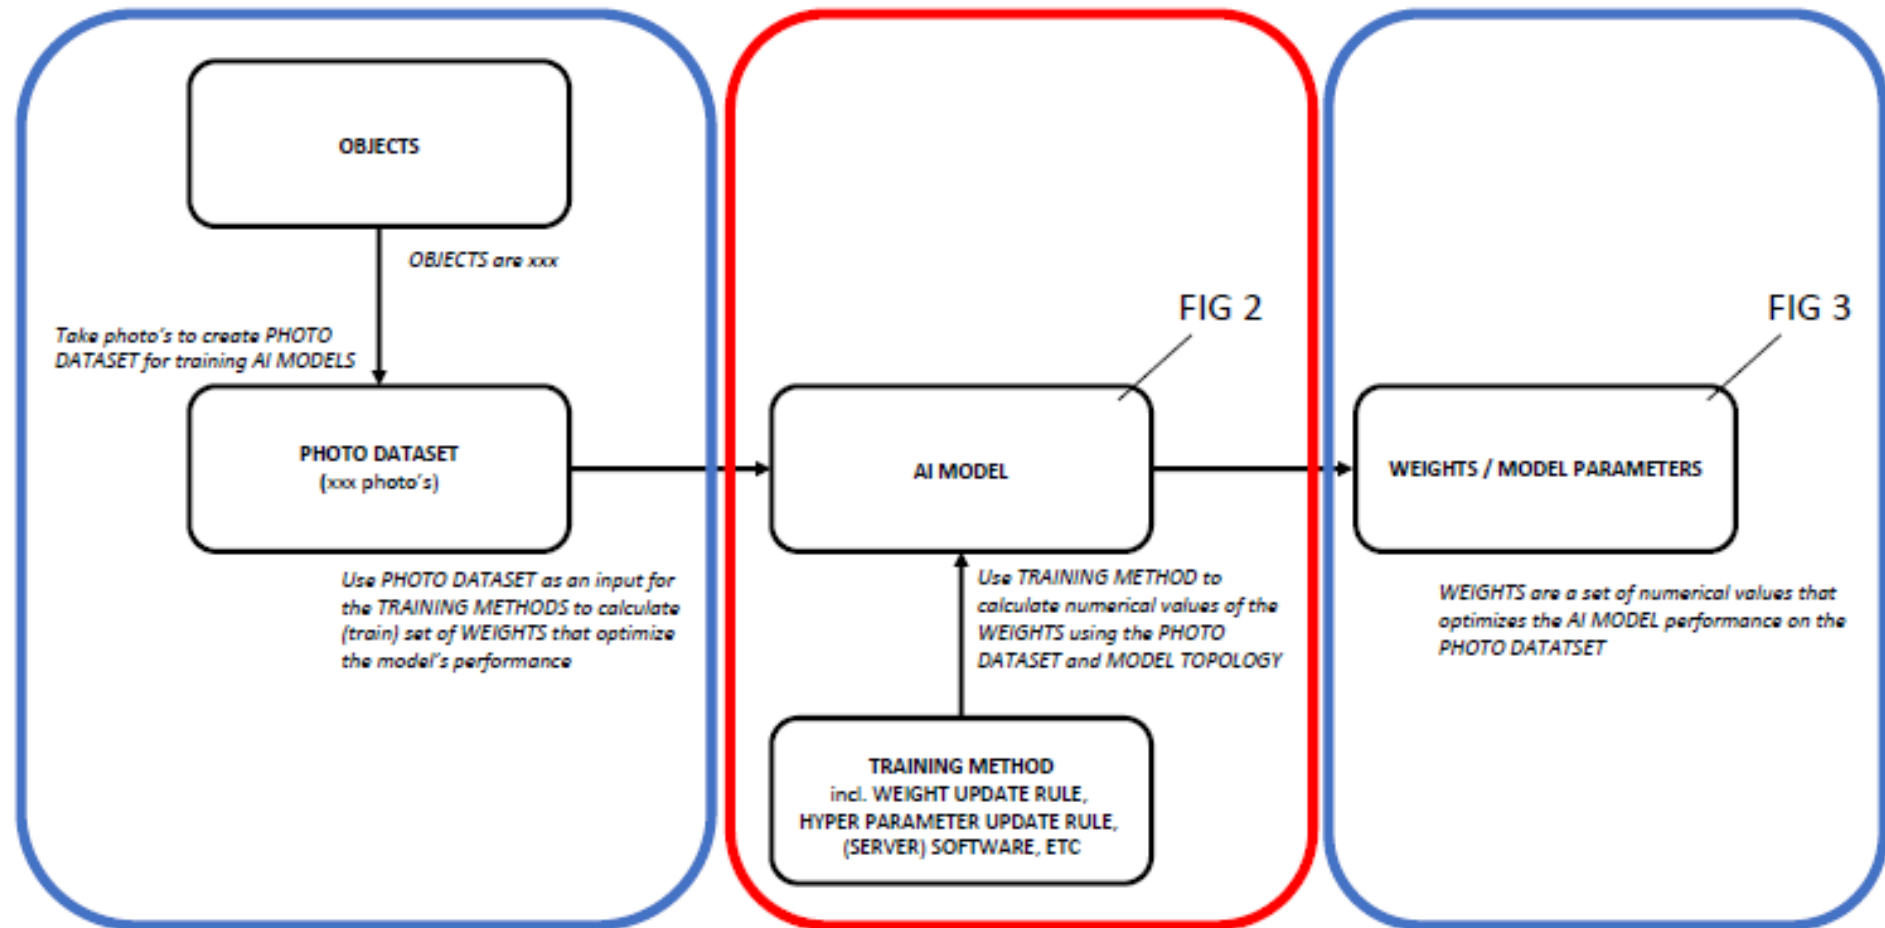 OBJECTS
OBJECTS are xxx
Take photo's to create PHOTO
DATASET for training AI MODELS
PHOTO DATASET
(xxx photo's)
Use PHOTO DATASET as an input for
the TRAINING METHODS to calculate
(train) set of WEIGHTS that optimize
the model's performance
FIG 2
AI MODEL
Use TRAINING METHOD to
calculate numerical values of the
WEIGHTS using the PHOTO
DATASET and MODEL TOPOLOGY
TRAINING METHOD
incl. WEIGHT UPDATE RULE,
HYPER PARAMETER UPDATE RULE,
(SERVER) SOFTWARE, ETC
FIG 3
WEIGHTS / MODEL PARAMETERS
WEIGHTS are a set of numerical values that
optimizes the AI MODEL performance on the
PHOTO DATATSET